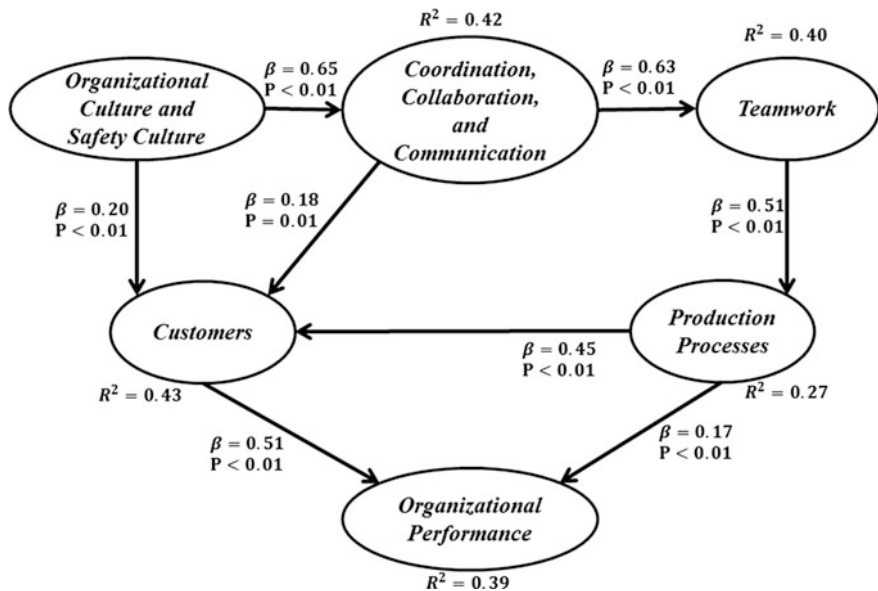 R² = 0.42
R² = 0.40
Organizational
Culture and
Safety Culture
β = 0.65
P < 0.01
Coordination,
Collaboration,
and
Communication
β = 0.63
P < 0.01
Teamwork
β = 0.20
P < 0.01
β = 0.18
P = 0.01
β = 0.51
P < 0.01
Customers
Production
Processes
β = 0.45
P < 0.01
R² = 0.43
R² = 0.27
β = 0.51
P < 0.01
β = 0.17
P < 0.01
Organizational
Performance
R² = 0.39